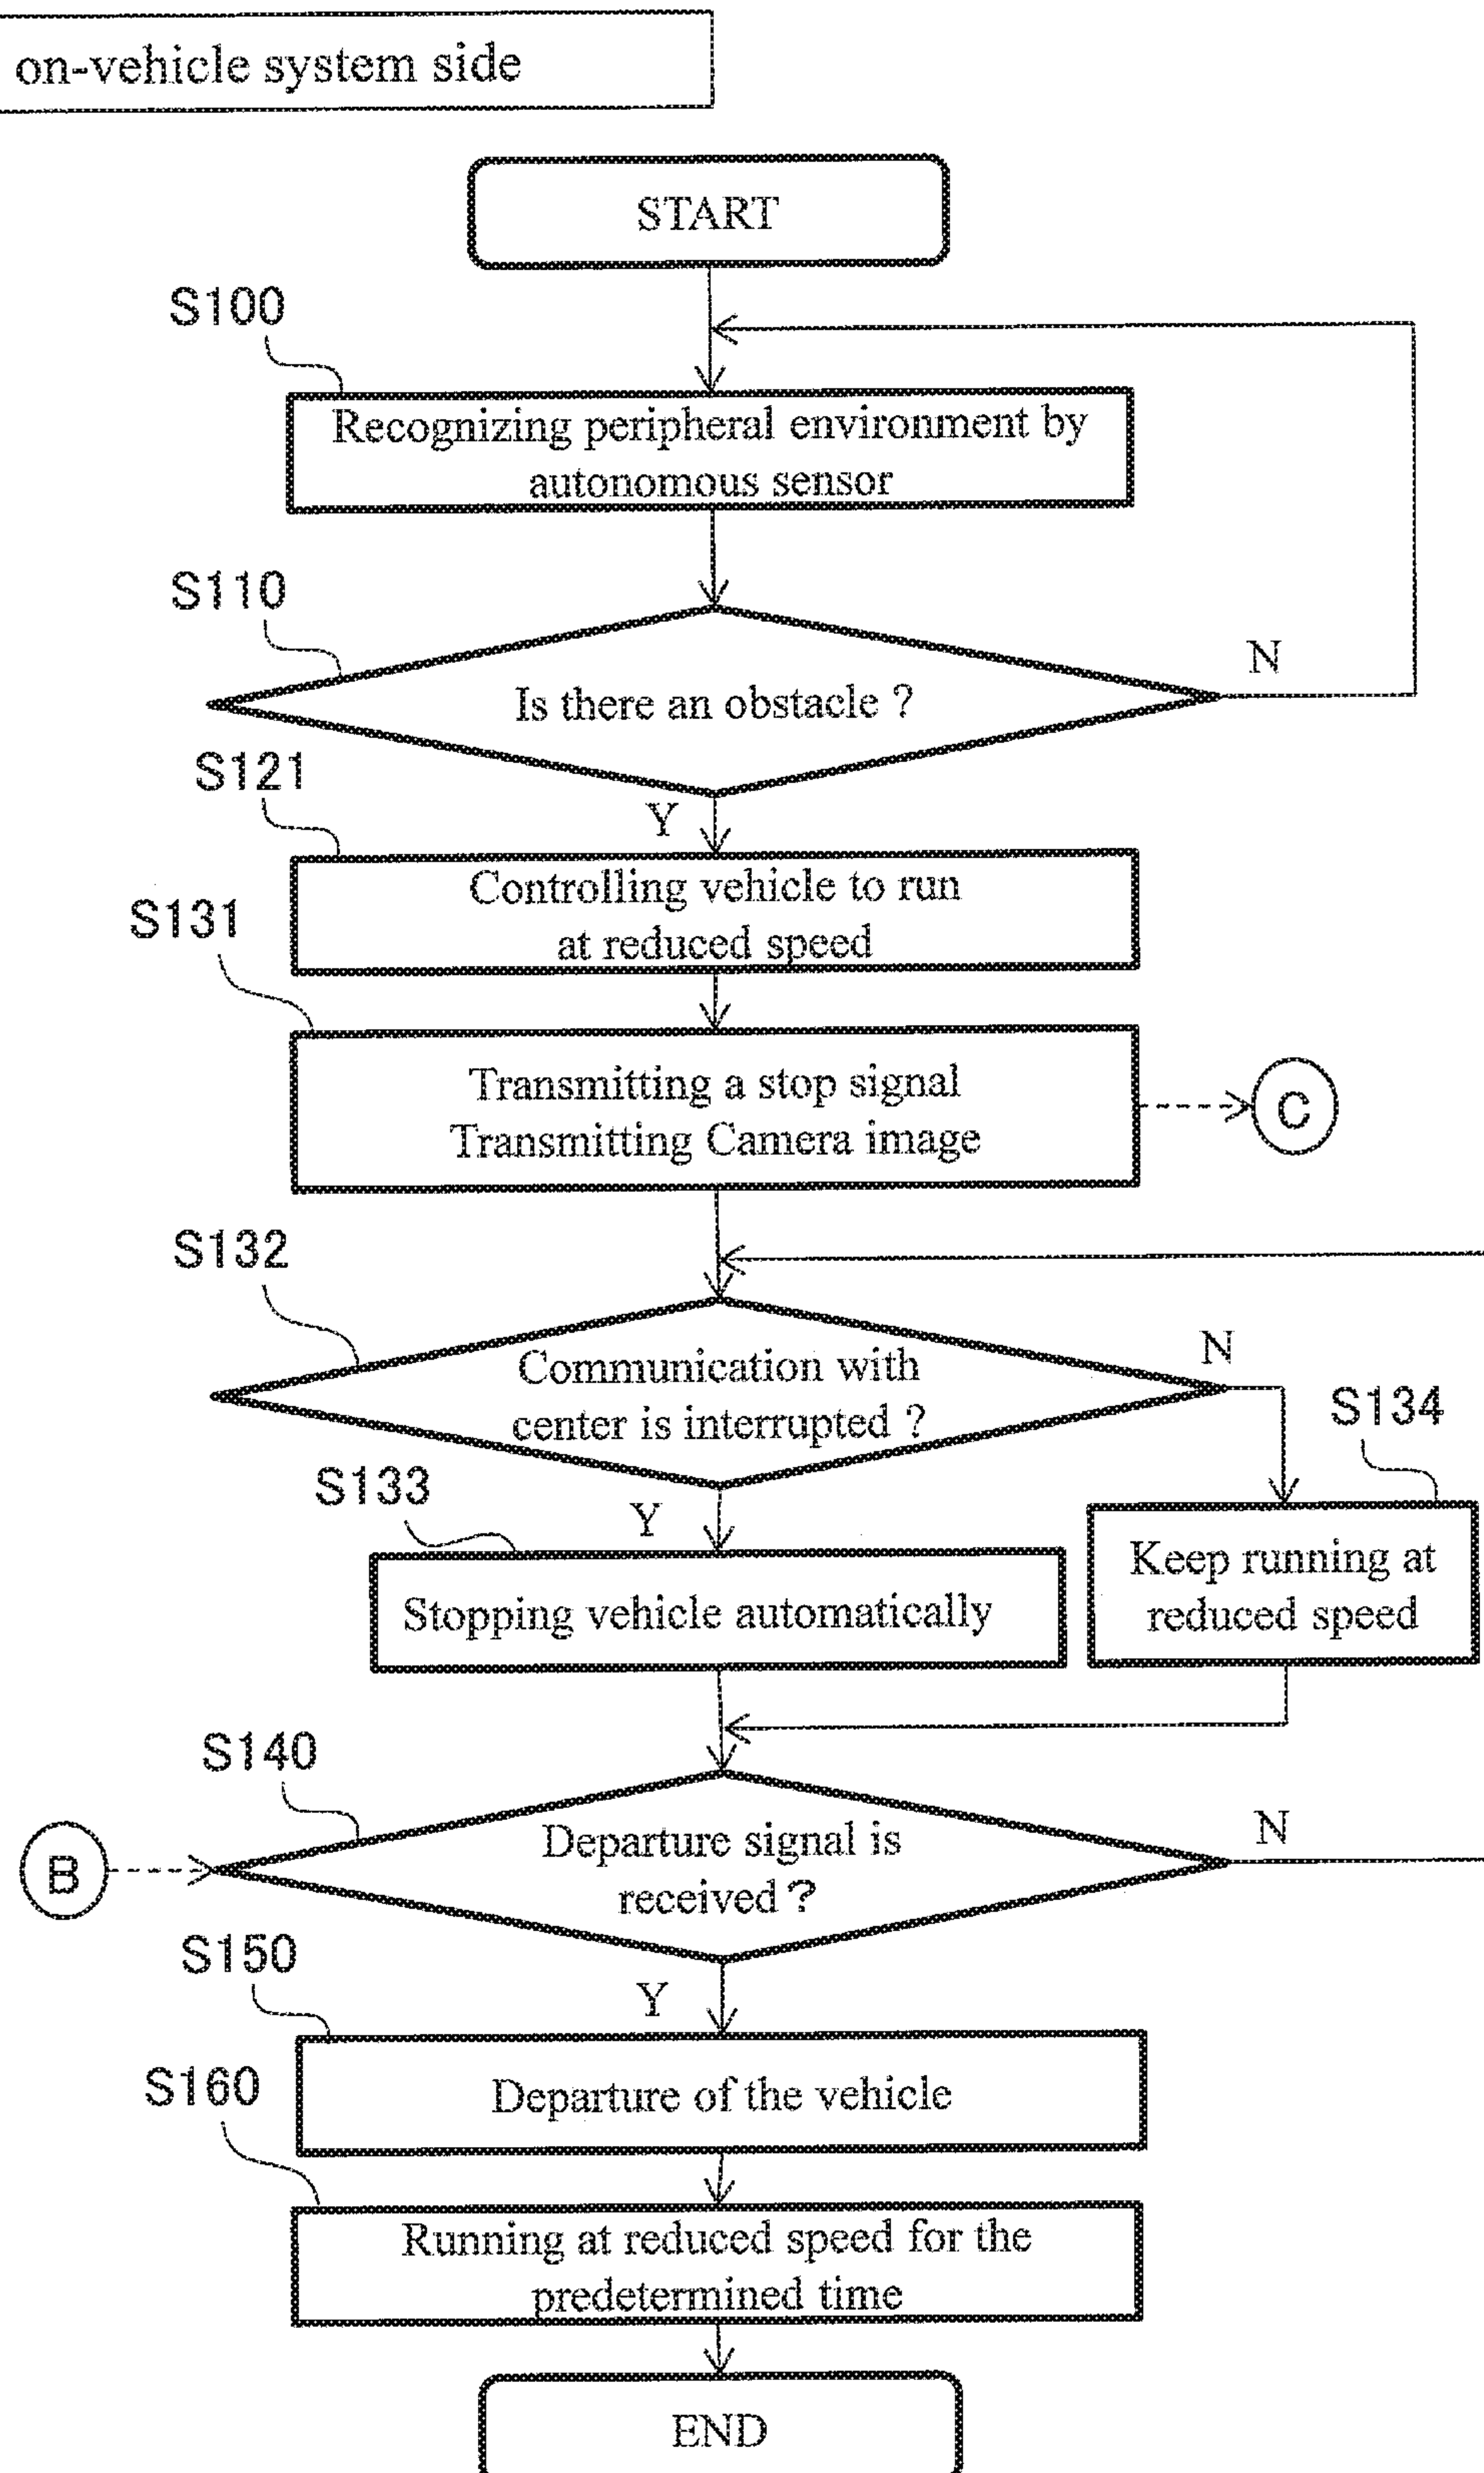 on-vehicle system side
START
S100
Recognizing peripheral environment by
autonomous sensor
S110
Is there an obstacle ?
N
S121
Y
Controlling vehicle to run
at reduced speed
S131
Transmitting a stop signal
Transmitting Camera image
C
S132
Communication with
center is interrupted ?
N
S134
S133
Y
Keep running at
reduced speed
Stopping vehicle automatically
S140
Departure signal is
received ?
N
B
S150
Y
Departure of the vehicle
S160
Running at reduced speed for the
predetermined time
END